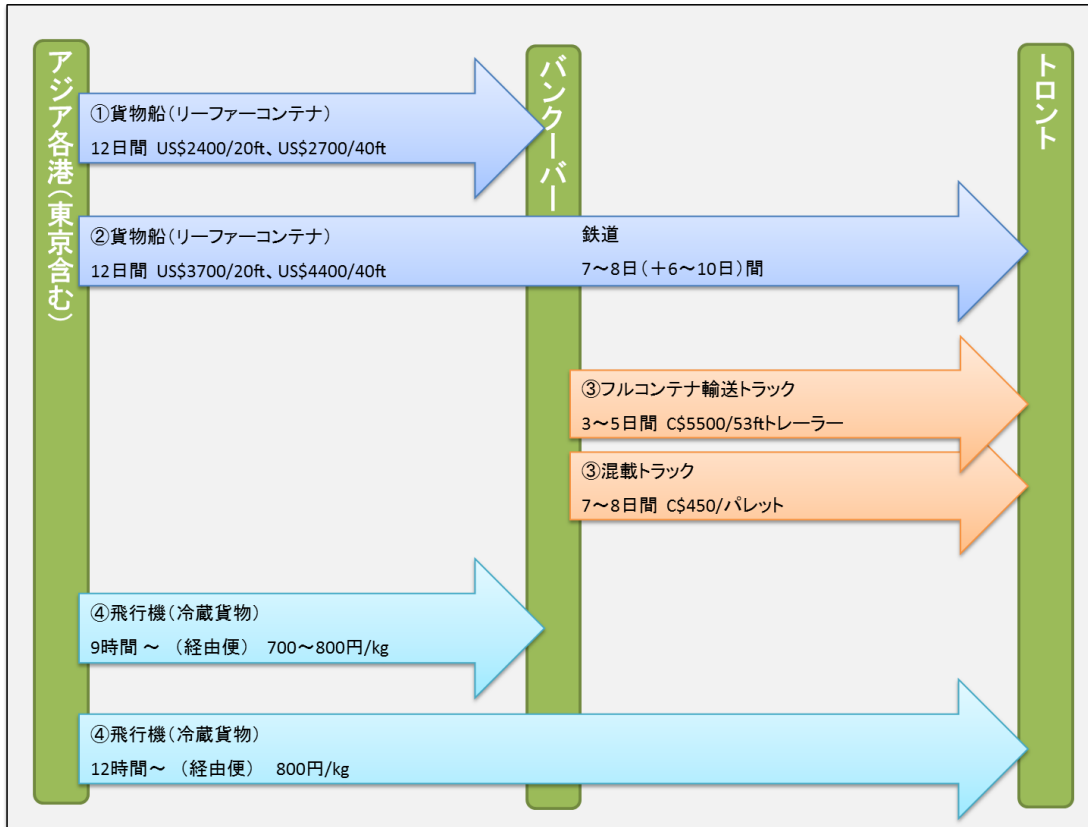 アジア各港(東京含む)
バンクーバー
トロント
①貨物船(リーファーコンテナ)
12日間 US$2400/20ft、US$2700/40ft
②貨物船(リーファーコンテナ)
12日間 US$3700/20ft、US$4400/40ft
鉄道
7～8日(＋6～10日)間
③フルコンテナ輸送トラック
3～5日間 C$5500/53ftトレーラー
③混載トラック
7～8日間 C$450/パレット
④飛行機(冷蔵貨物)
9時間～ (経由便) 700～800円/kg
④飛行機(冷蔵貨物)
12時間～ (経由便) 800円/kg